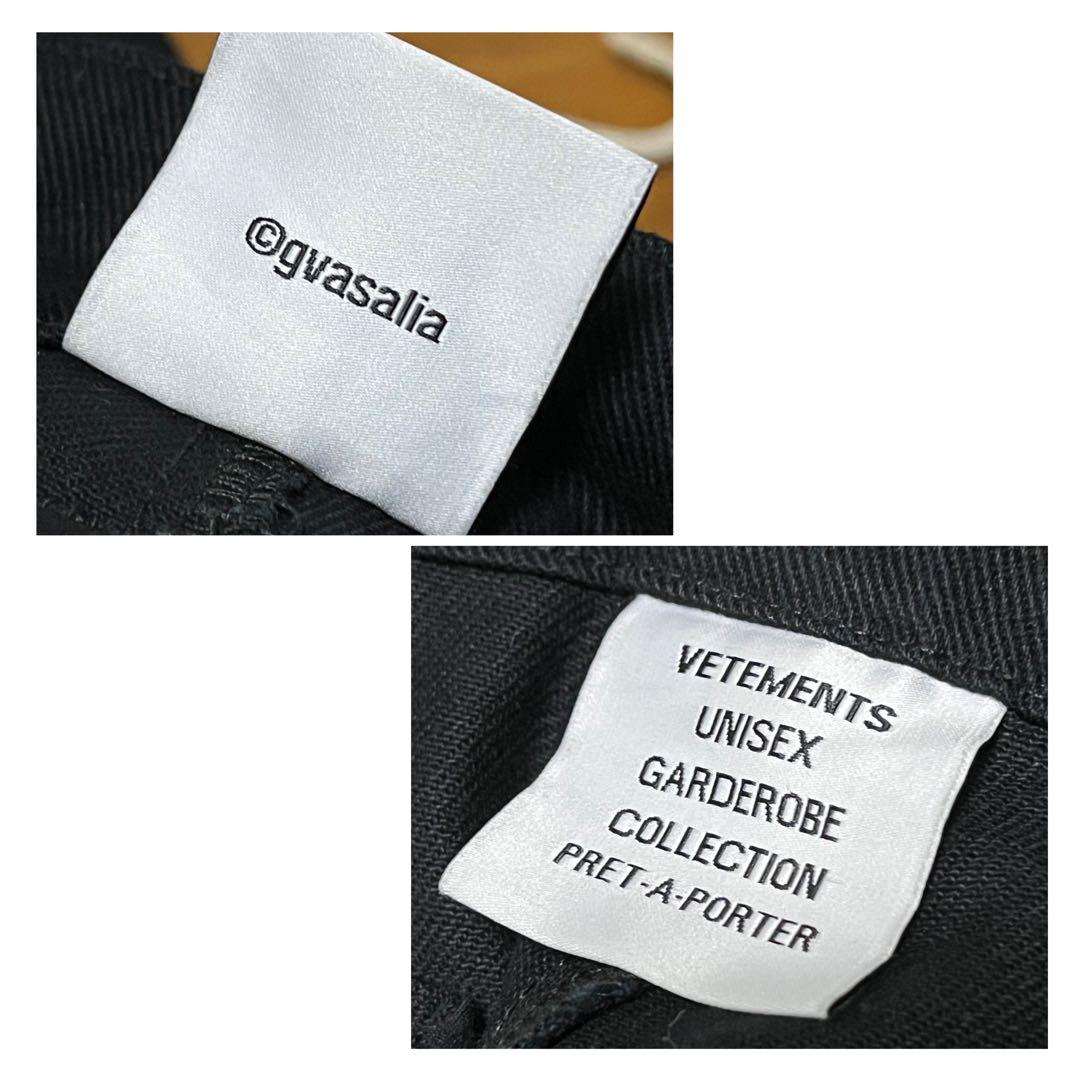 ©gvasalia
VETEMENTS
UNISEX
GARDEROBE
COLLECTION
PRET-A-PORTER